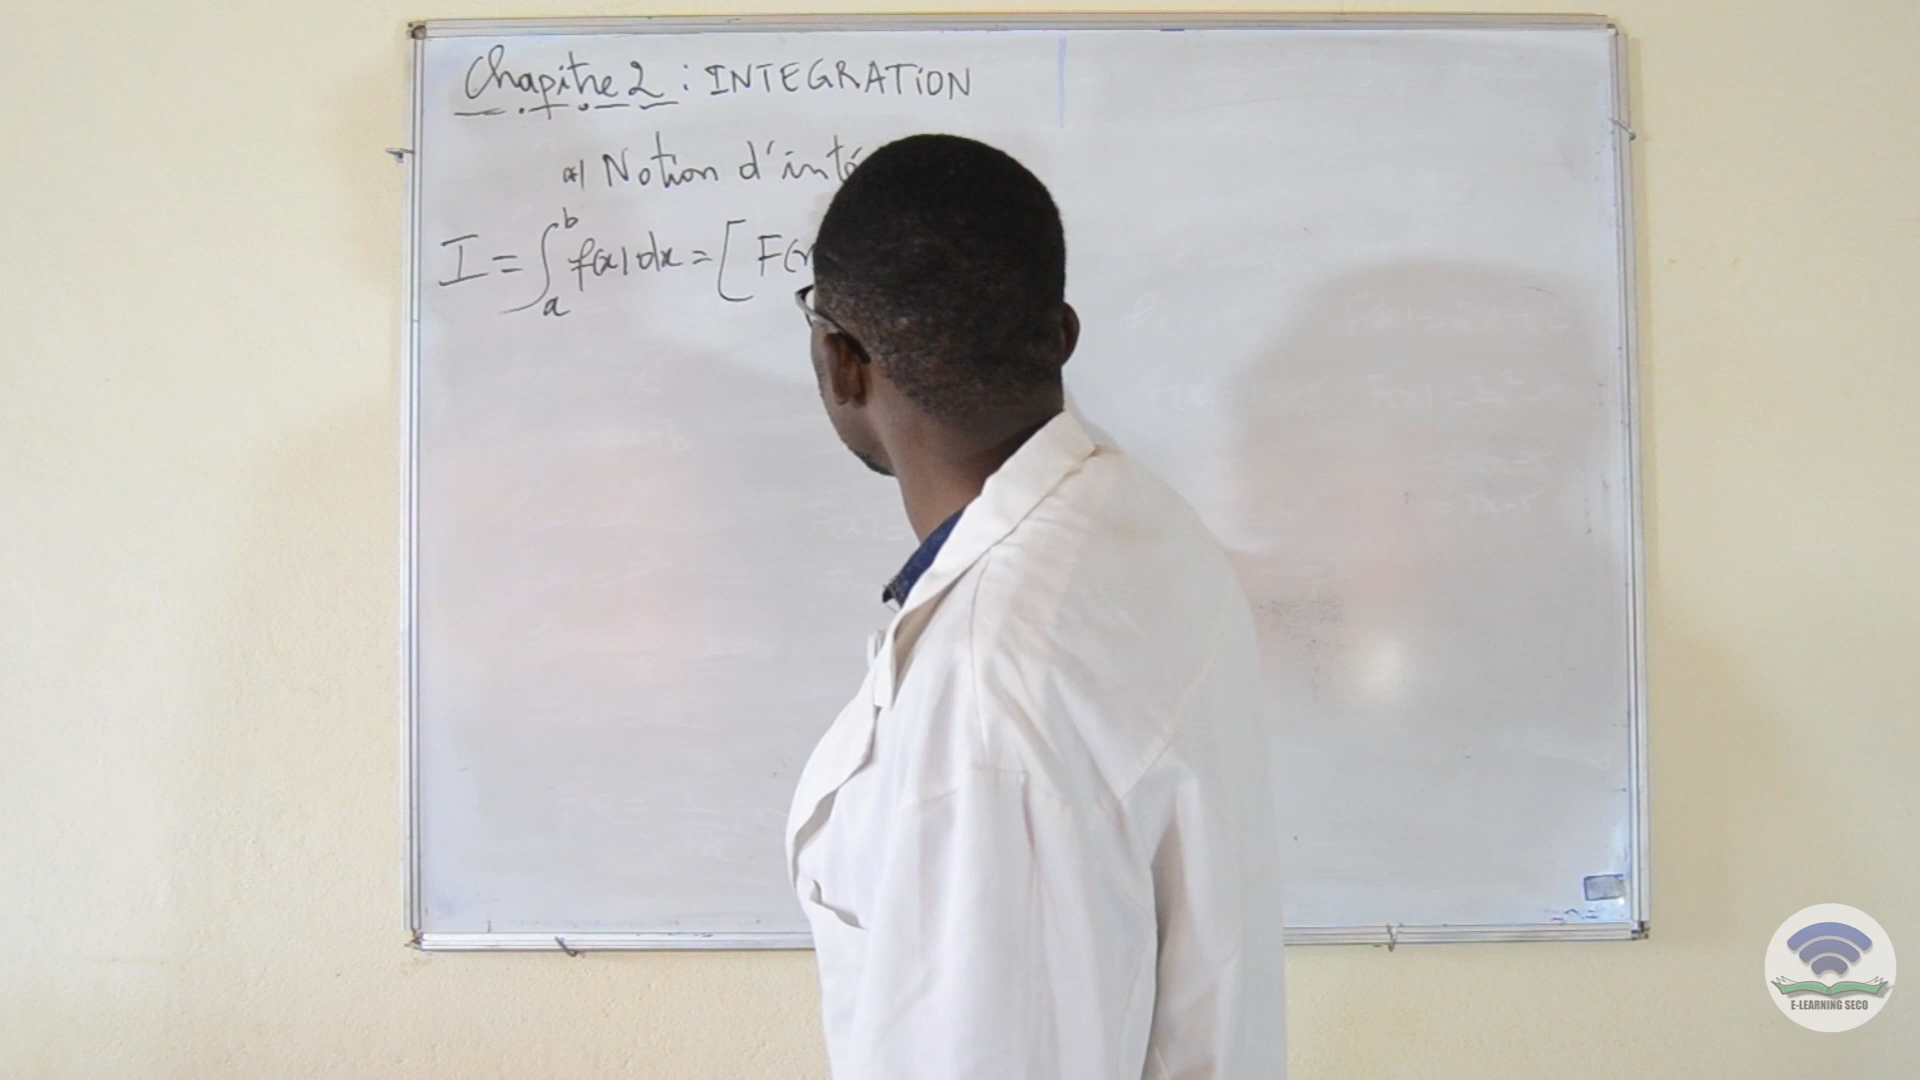 Chapitre 2 : INTEGRATION
a) Notion d'inté
I = ∫_a^b f(x) dx = [ F(x
E-LEARNING SECO